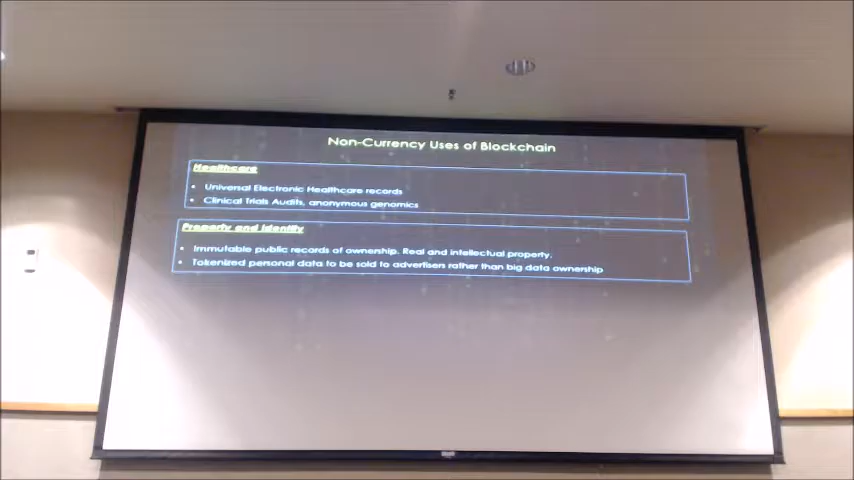 Non-Currency Uses of Blockchain
Healthcare
• Universal Electronic Healthcare records
• Clinical Trials Audits, anonymous genomics
Property and Identity
• Immutable public records of ownership. Real and intellectual property.
• Tokenized personal data to be sold to advertisers rather than big data ownership